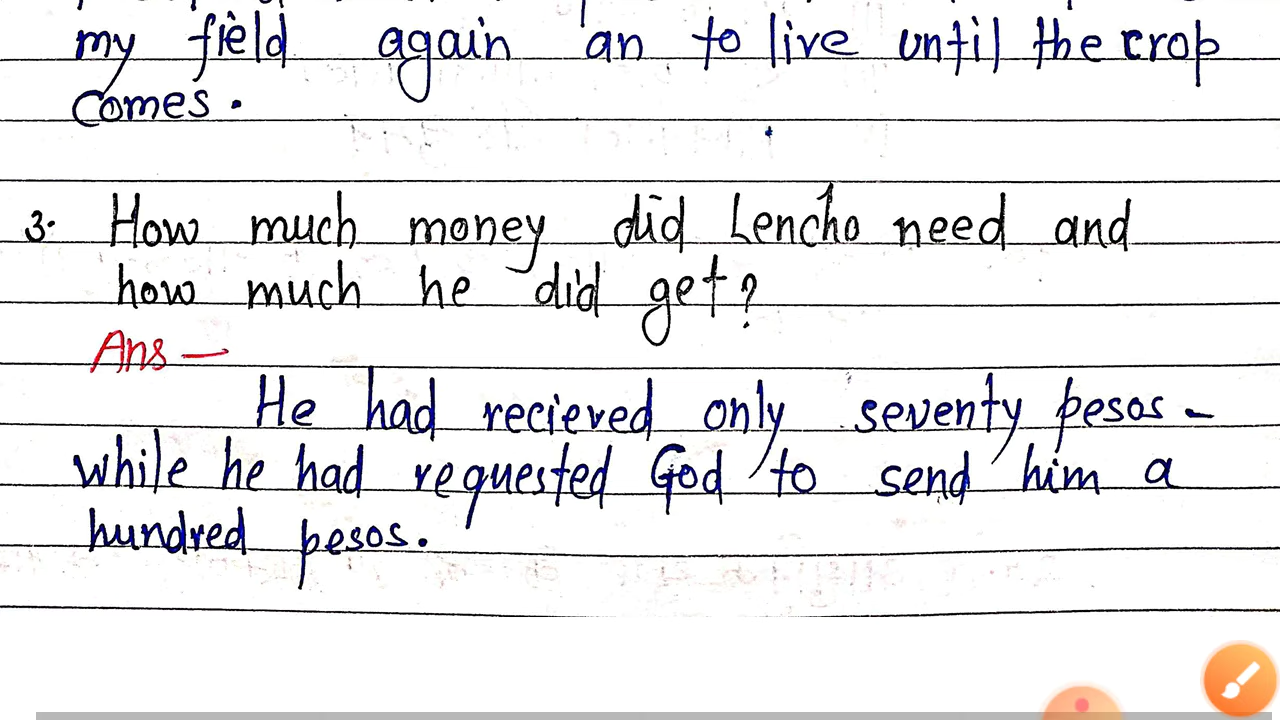 my field again an to live until the crop
comes.
3. How much money did Lencho need and
how much he did get?
Ans —
He had recieved only seventy pesos -
while he had requested God to send him a
hundred pesos.